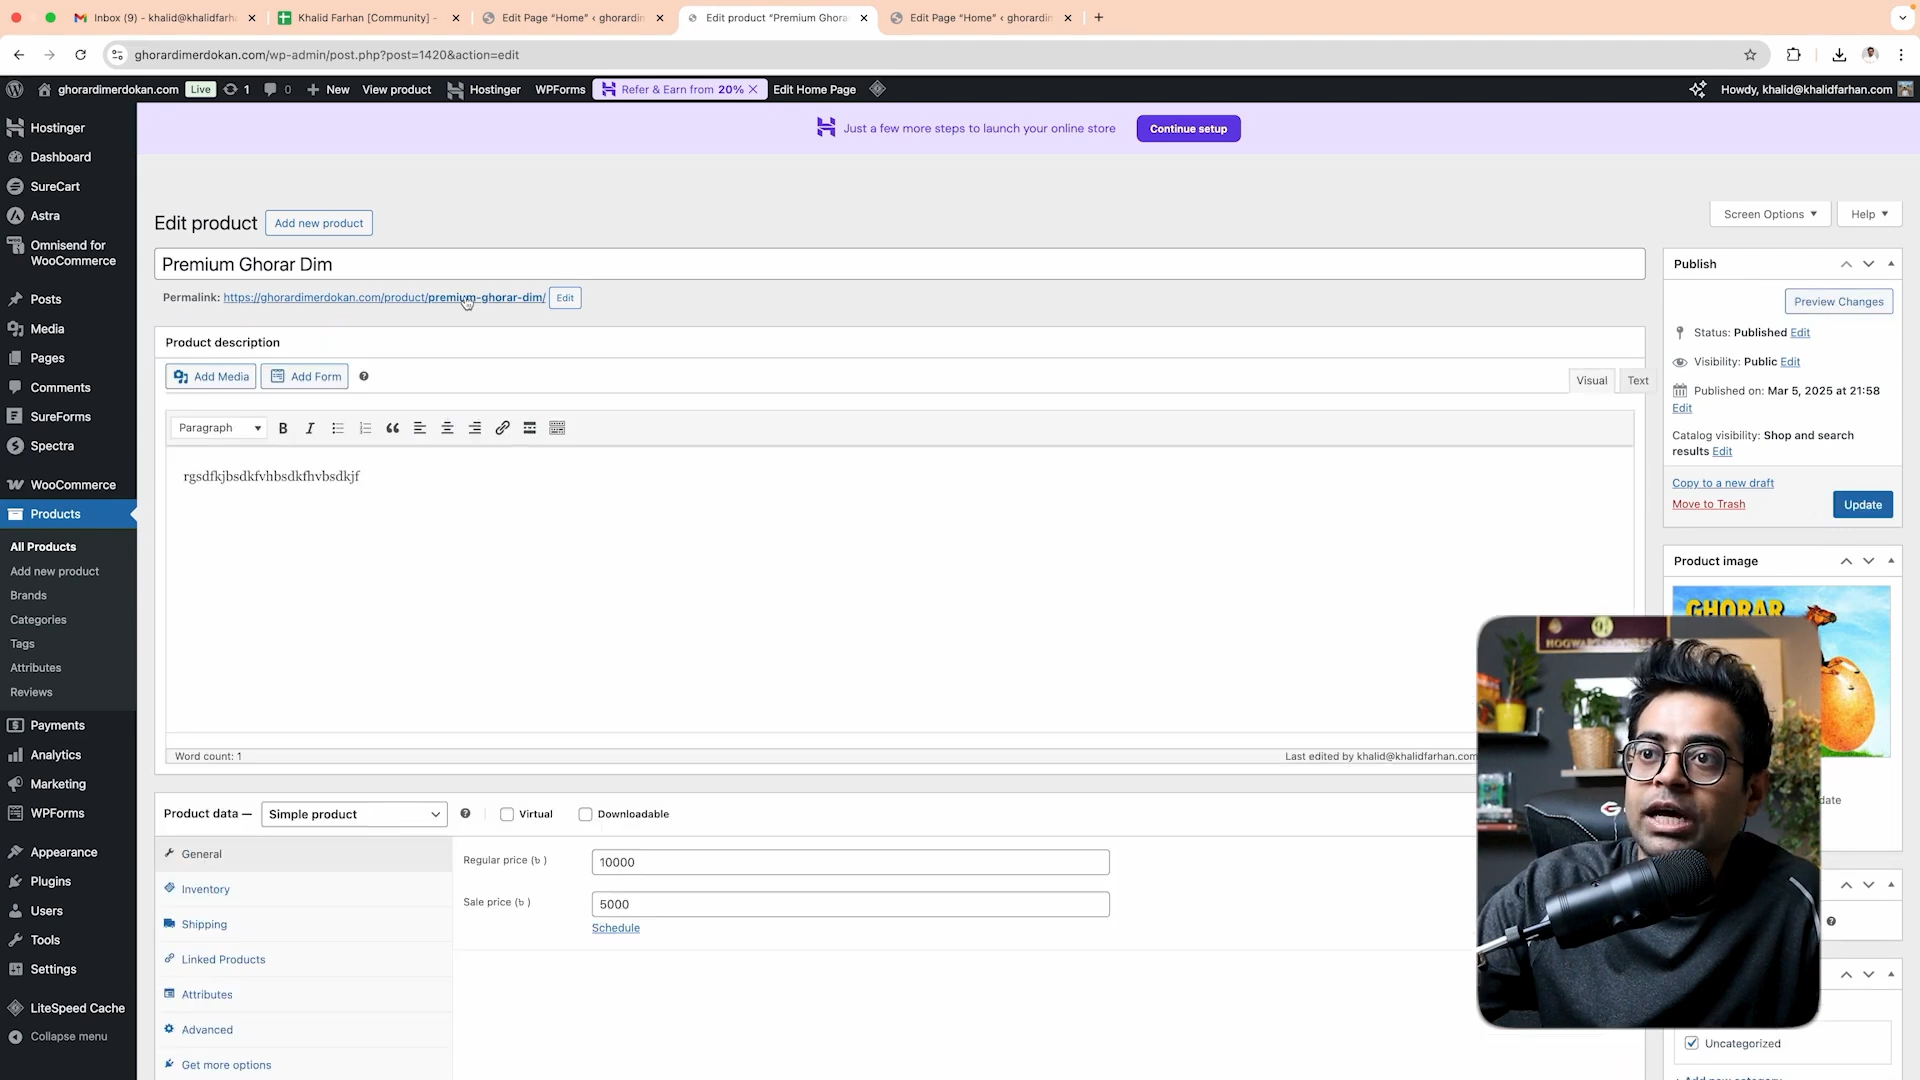 Inbox (9) - khalid@khalidfarha
Khalid Farhan [Community] -
Edit Page “Home” ‹ ghorardin
Edit product “Premium Ghora
Edit Page “Home” ‹ ghorardin
ghorardimerdokan.com/wp-admin/post.php?post=1420&action=edit
ghorardimerdokan.com
Live
1
0
New
View product
Hostinger
WPForms
Refer & Earn from 20%
Edit Home Page
Howdy, khalid@khalidfarhan.com
Just a few more steps to launch your online store
Continue setup
Hostinger
Dashboard
SureCart
Astra
Omnisend for
WooCommerce
Posts
Media
Pages
Comments
SureForms
Spectra
WooCommerce
Products
All Products
Add new product
Brands
Categories
Tags
Attributes
Reviews
Payments
Analytics
Marketing
WPForms
Appearance
Plugins
Users
Tools
Settings
LiteSpeed Cache
Collapse menu
Edit product
Add new product
Screen Options
Help
Premium Ghorar Dim
Permalink: https://ghorardimerdokan.com/product/premium-ghorar-dim/
Edit
Product description
Add Media
Add Form
Visual
Text
Paragraph
rgsdfkjbsdkfvhbsdkfhvbsdkjf
Word count: 1
Last edited by khalid@khalidfarhan.com
Product data —
Simple product
Virtual
Downloadable
General
Inventory
Shipping
Linked Products
Attributes
Advanced
Get more options
Regular price (৳ )
10000
Sale price (৳ )
5000
Schedule
Publish
Preview Changes
Status: Published Edit
Visibility: Public Edit
Published on: Mar 5, 2025 at 21:58
Edit
Catalog visibility: Shop and search
results Edit
Copy to a new draft
Move to Trash
Update
Product image
GHORAR
date
Uncategorized